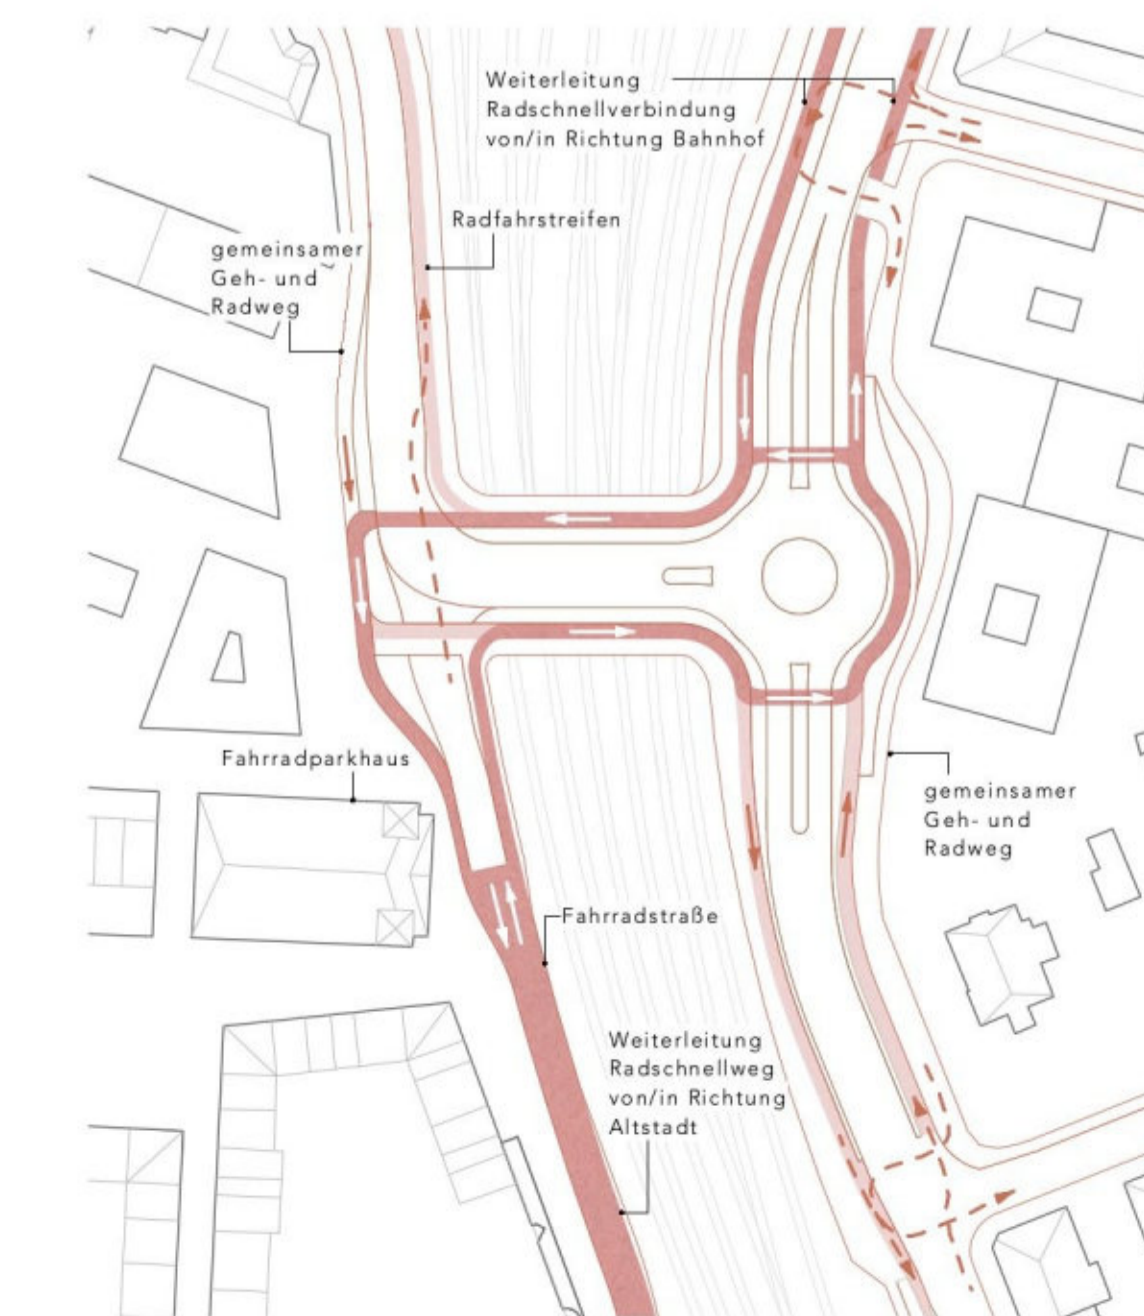 Weiterleitung
Radschnellverbindung
von/in Richtung Bahnhof
Radfahrstreifen
gemeinsamer
Geh- und
Radweg
Fahrradparkhaus
gemeinsamer
Geh- und
Radweg
Fahrradstraße
Weiterleitung
Radschnellweg
von/in Richtung
Altstadt